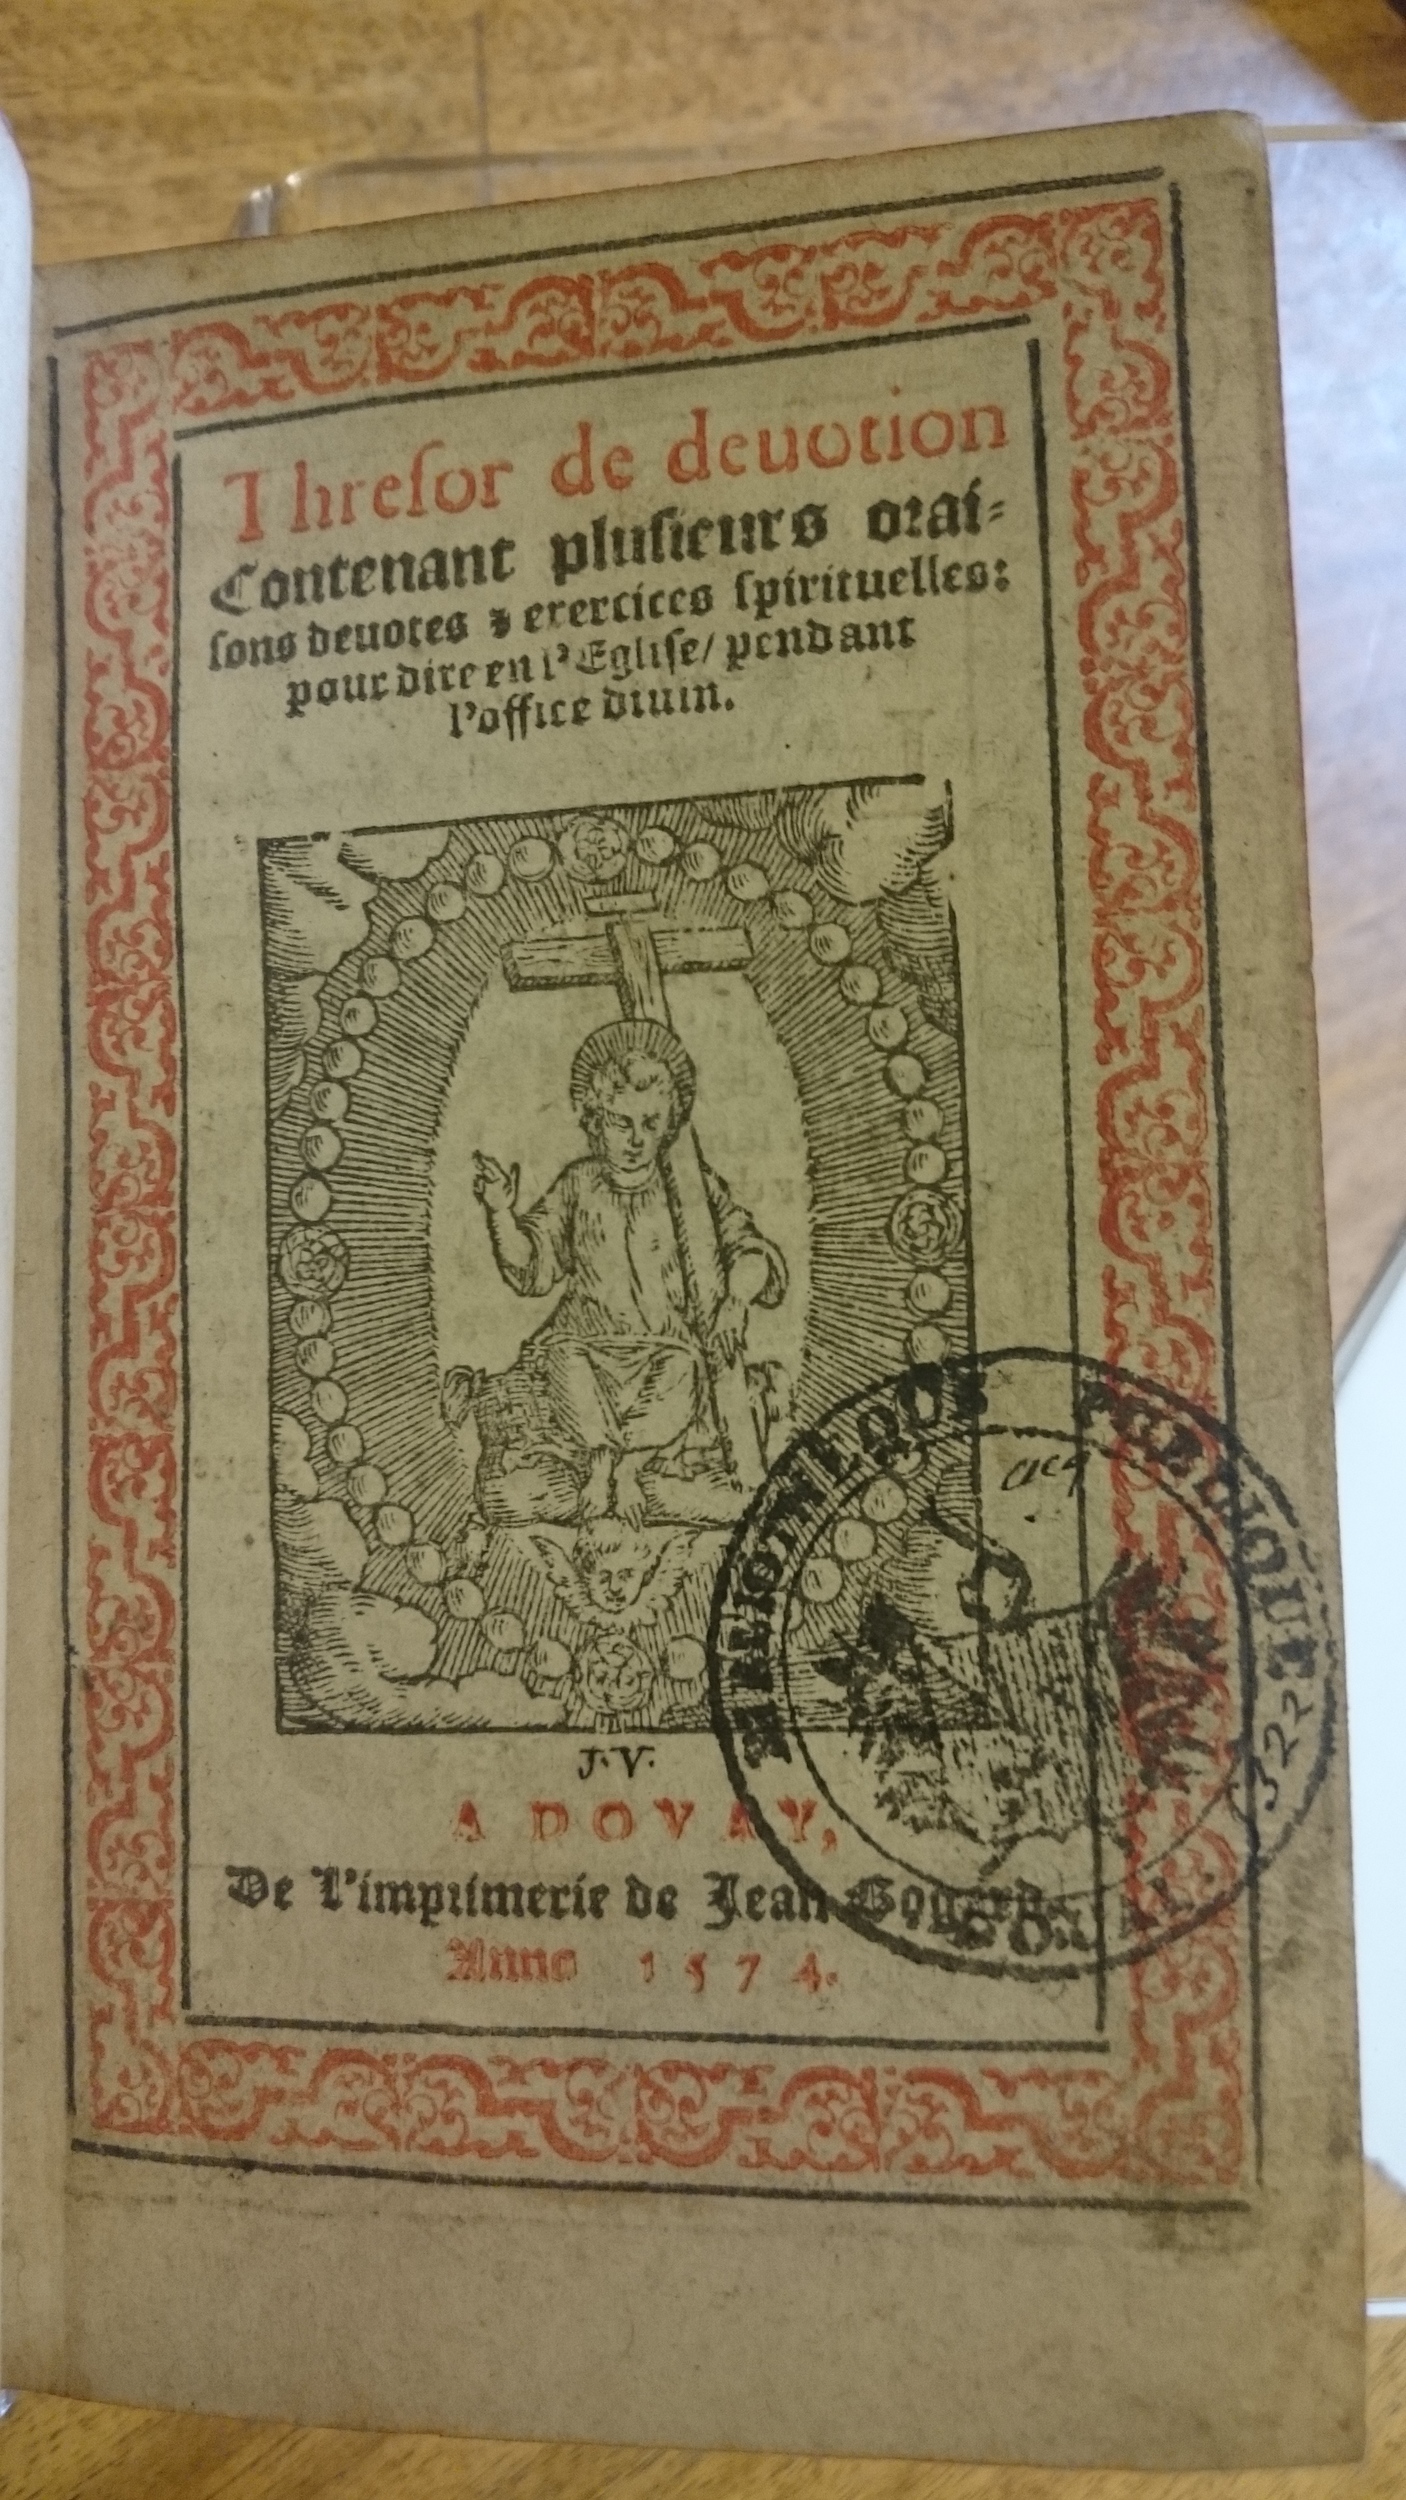 Threſor de deuotion
Contenant pluſieurs orai⸗
ſons deuotes ⁊ exercices ſpirituelles:
pour dire en l'Egliſe/ pendant
l'office diuin.
J.V.
A DOVAY,
De l'imprimerie de Jean Bogard.
Anno 1574.